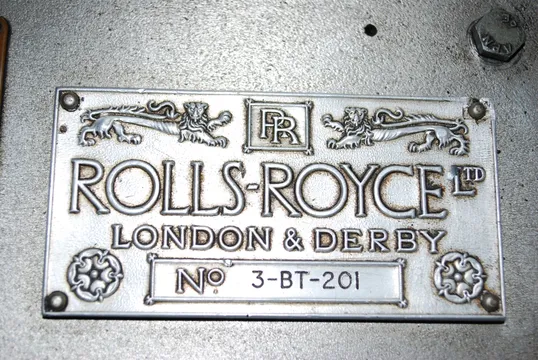 RR
ROLLS-ROYCE LTD
LONDON & DERBY
No 3-BT-201